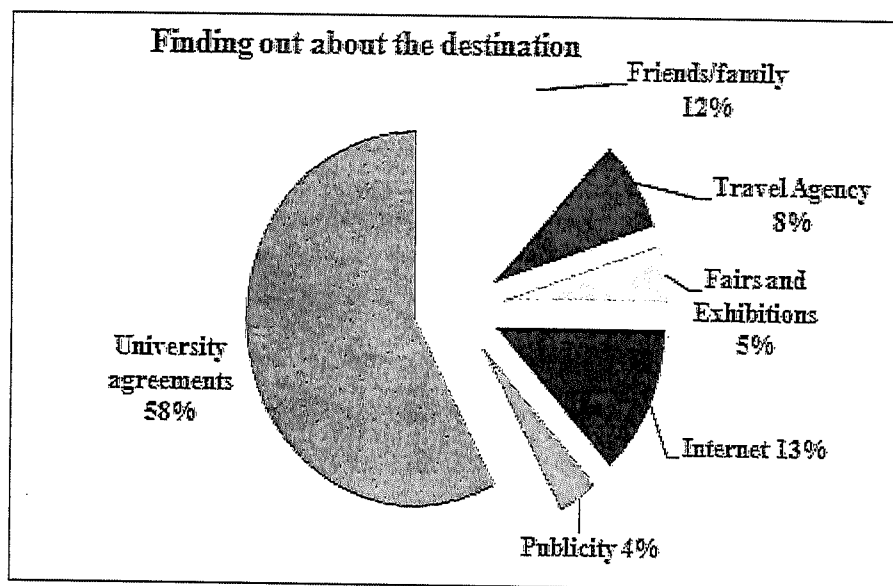 Finding out about the destination
Friends/family
12%
Travel Agency
8%
Fairs and
Exhibitions
5%
University
agreements
58%
Internet 13%
Publicity 4%